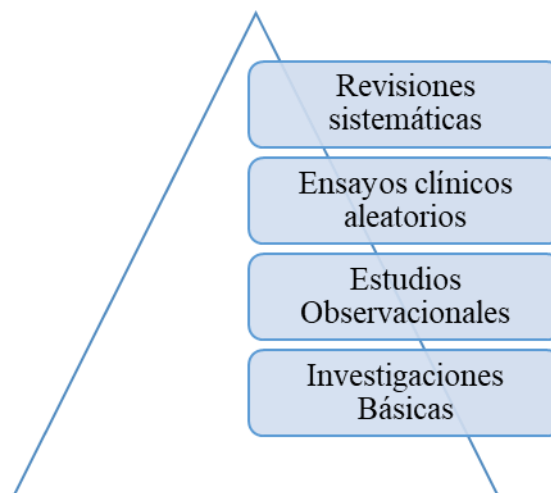 Revisiones
sistemáticas
Ensayos clínicos
aleatorios
Estudios
Observacionales
Investigaciones
Básicas